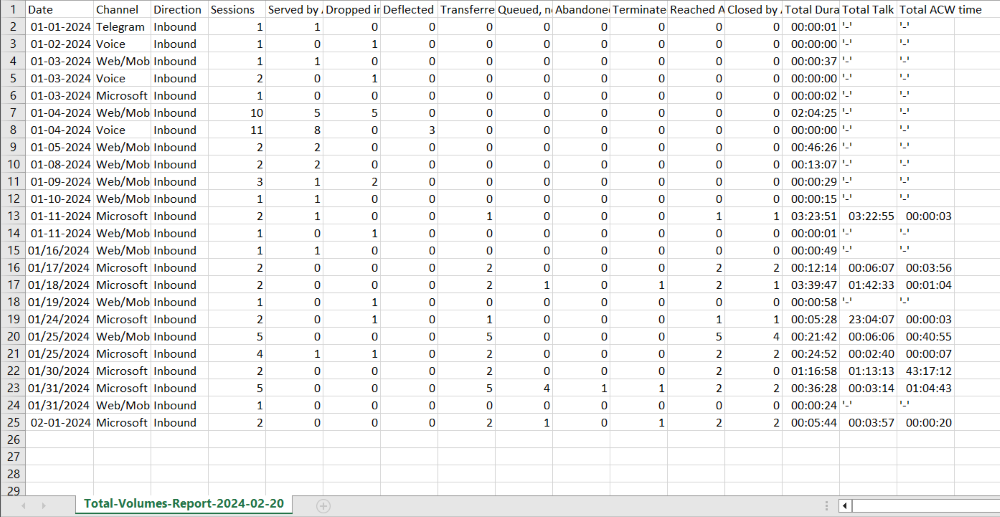 1 Date Channel Direction Sessions Served by Dropped in Deflected Transferre Queued, no Abandone Terminate Reached A Closed by Total Dura Total Talk Total ACW time
2 01-01-2024 Telegram Inbound 1 1 0 0 0 0 0 0 0 0 00:00:01 '-' '-'
3 01-02-2024 Voice Inbound 1 0 1 0 0 0 0 0 0 0 00:00:00 '-' '-'
4 01-03-2024 Web/Mob Inbound 1 1 0 0 0 0 0 0 0 0 00:00:37 '-' '-'
5 01-03-2024 Voice Inbound 2 0 1 0 0 0 0 0 0 0 00:00:00 '-' '-'
6 01-03-2024 Microsoft Inbound 1 0 0 0 0 0 0 0 0 0 00:00:02 '-' '-'
7 01-04-2024 Web/Mob Inbound 10 5 5 0 0 0 0 0 0 0 02:04:25 '-' '-'
8 01-04-2024 Voice Inbound 11 8 0 3 0 0 0 0 0 0 00:00:00 '-' '-'
9 01-05-2024 Web/Mob Inbound 2 2 0 0 0 0 0 0 0 0 00:46:26 '-' '-'
10 01-08-2024 Web/Mob Inbound 2 2 0 0 0 0 0 0 0 0 00:13:07 '-' '-'
11 01-09-2024 Web/Mob Inbound 3 1 2 0 0 0 0 0 0 0 00:00:29 '-' '-'
12 01-10-2024 Web/Mob Inbound 1 1 0 0 0 0 0 0 0 0 00:00:15 '-' '-'
13 01-11-2024 Microsoft Inbound 2 1 0 0 1 0 0 0 1 1 03:23:51 03:22:55 00:00:03
14 01-11-2024 Web/Mob Inbound 1 0 1 0 0 0 0 0 0 0 00:00:01 '-' '-'
15 01/16/2024 Web/Mob Inbound 1 1 0 0 0 0 0 0 0 0 00:00:49 '-' '-'
16 01/17/2024 Microsoft Inbound 2 0 0 0 2 0 0 0 2 2 00:12:14 00:06:07 00:03:56
17 01/18/2024 Microsoft Inbound 2 0 0 0 2 1 0 1 2 1 03:39:47 01:42:33 00:01:04
18 01/19/2024 Web/Mob Inbound 1 0 1 0 0 0 0 0 0 0 00:00:58 '-' '-'
19 01/24/2024 Microsoft Inbound 2 0 1 0 1 0 0 0 1 1 00:05:28 23:04:07 00:00:03
20 01/25/2024 Web/Mob Inbound 5 0 0 0 5 0 0 0 5 4 00:21:42 00:06:06 00:40:55
21 01/25/2024 Microsoft Inbound 4 1 1 0 2 0 0 0 2 2 00:24:52 00:02:40 00:00:07
22 01/30/2024 Microsoft Inbound 2 0 0 0 2 0 0 0 2 0 01:16:58 01:13:13 43:17:12
23 01/31/2024 Microsoft Inbound 5 0 0 0 5 4 1 1 2 2 00:36:28 00:03:14 01:04:43
24 01/31/2024 Web/Mob Inbound 1 0 0 0 0 0 0 0 0 0 00:00:24 '-' '-'
25 02-01-2024 Microsoft Inbound 2 0 0 0 2 1 0 1 2 2 00:05:44 00:03:57 00:00:20
26
27
28
29
Total-Volumes-Report-2024-02-20